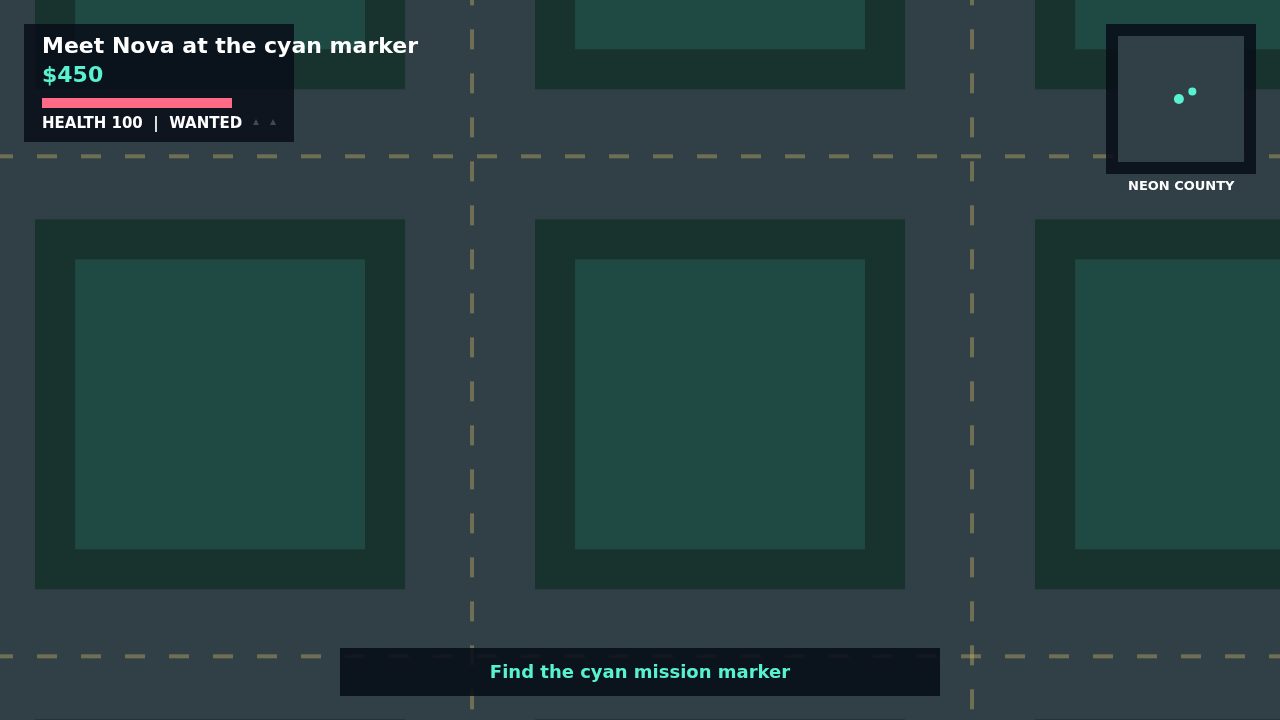 Meet Nova at the cyan marker
$450
HEALTH 100 | WANTED ▲ ▲
NEON COUNTY
Find the cyan mission marker